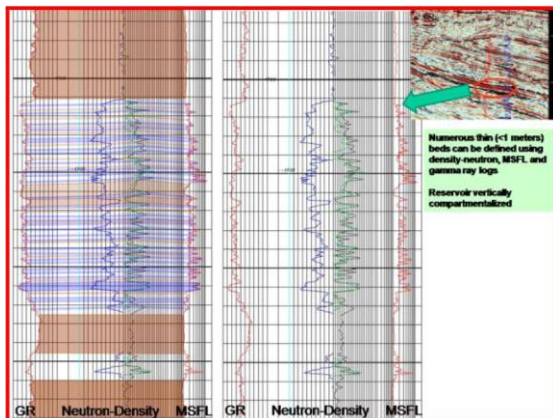 Numerous thin (<1 meters)
beds can be defined using
density-neutron, MSFL and
gamma ray logs
Reservoir vertically
compartmentalized
GR Neutron-Density MSFL GR Neutron-Density MSFL